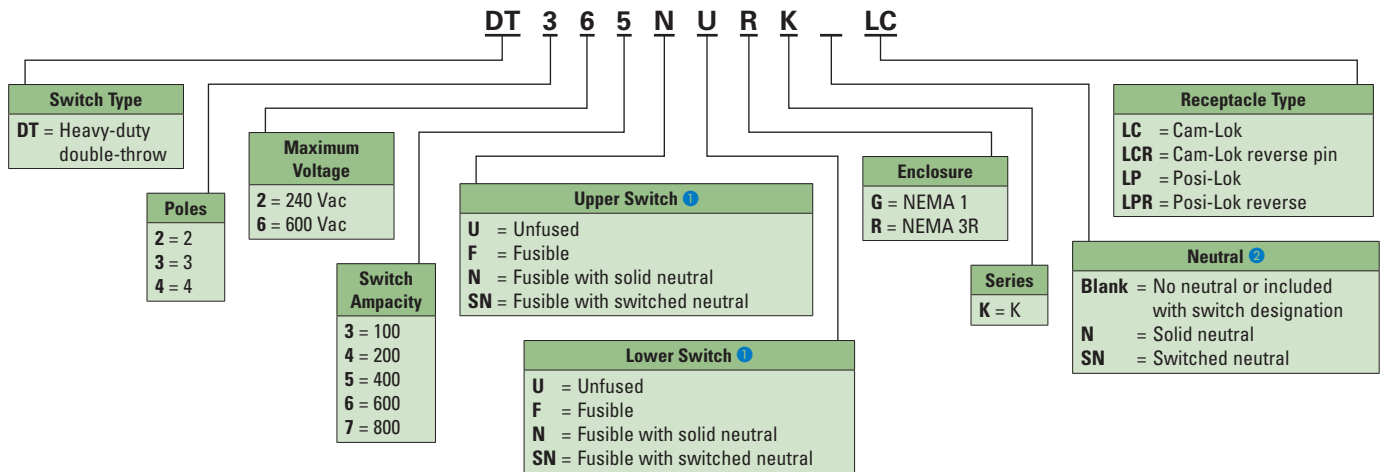 DT 3 6 5 N U R K _ LC
Switch Type
DT = Heavy-duty
double-throw
Poles
2 = 2
3 = 3
4 = 4
Maximum
Voltage
2 = 240 Vac
6 = 600 Vac
Switch
Ampacity
3 = 100
4 = 200
5 = 400
6 = 600
7 = 800
Upper Switch ❶
U = Unfused
F = Fusible
N = Fusible with solid neutral
SN = Fusible with switched neutral
Lower Switch ❶
U = Unfused
F = Fusible
N = Fusible with solid neutral
SN = Fusible with switched neutral
Enclosure
G = NEMA 1
R = NEMA 3R
Series
K = K
Neutral ❷
Blank = No neutral or included
with switch designation
N = Solid neutral
SN = Switched neutral
Receptacle Type
LC = Cam-Lok
LCR = Cam-Lok reverse pin
LP = Posi-Lok
LPR = Posi-Lok reverse